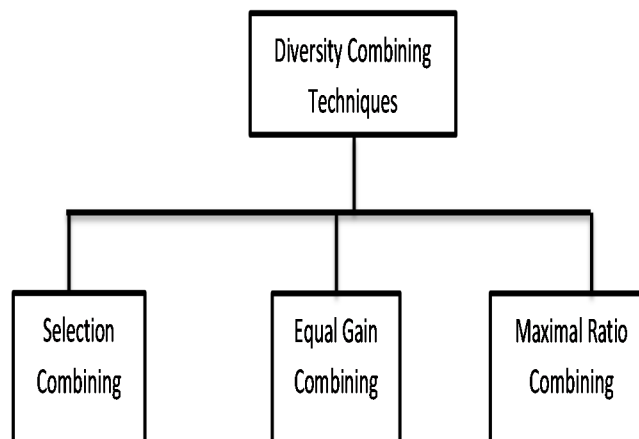 Diversity Combining
Techniques
Selection
Combining
Equal Gain
Combining
Maximal Ratio
Combining